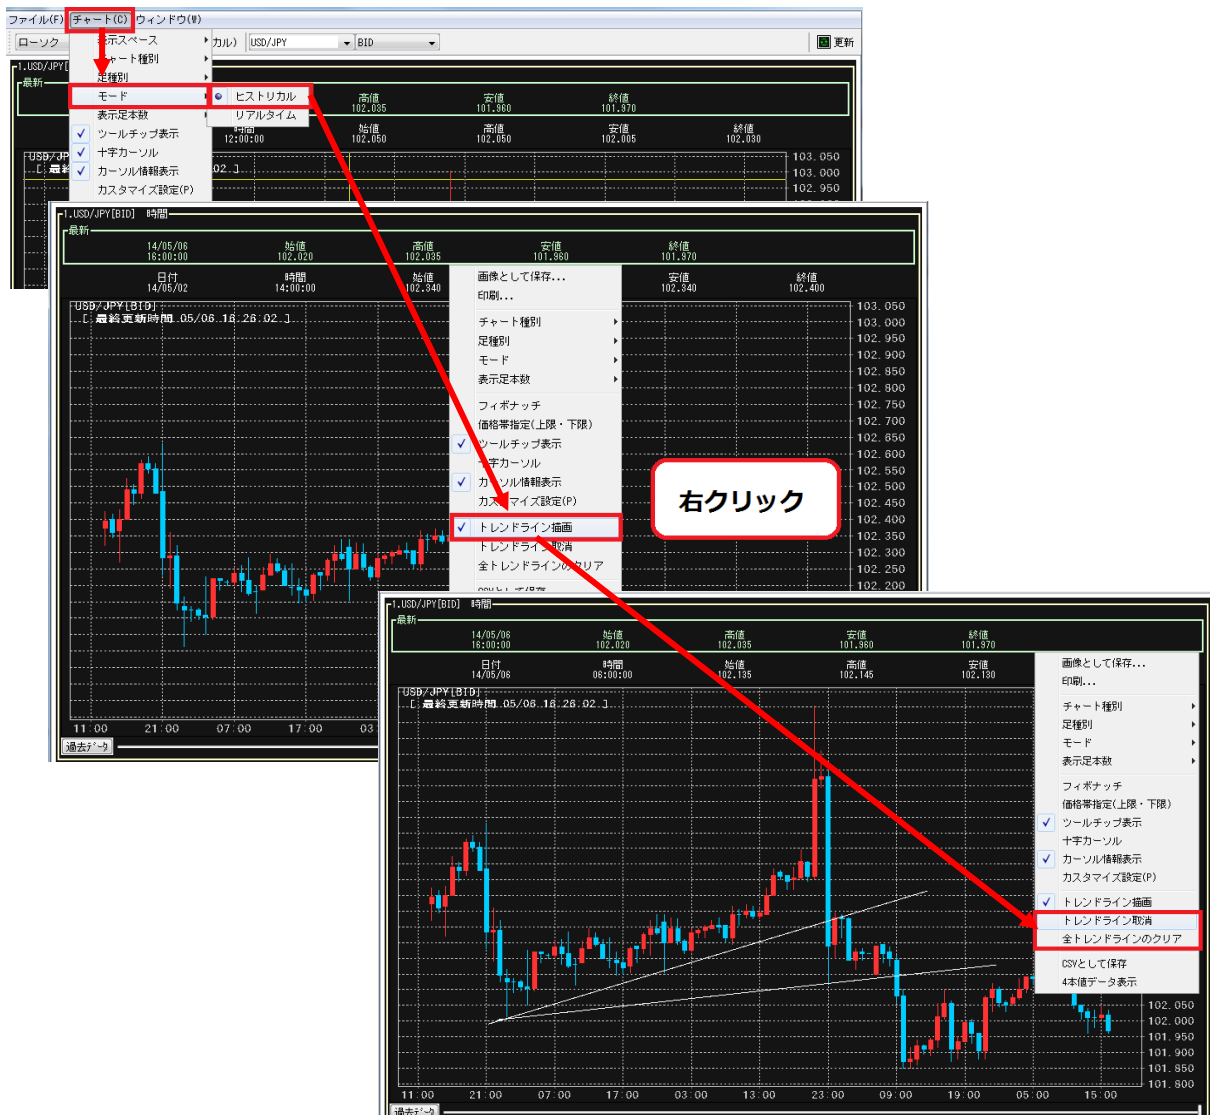 ファイル(F) チャート(C) ウィンドウ(W)
ローソク
カル) USD/JPY BID 更新
表示スペース
チャート種別
足種別
モード
表示足本数
ツールチップ表示
十字カーソル
カーソル情報表示
カスタマイズ設定(P)
ヒストリカル
リアルタイム
1.USD/JPY[
最新
高値 安値 終値
102.035 101.960 101.970
時間 始値 高値 安値 終値
12:00:00 102.050 102.050 102.005 102.030
USD/JP
[ 最終 02 ]
103.050
103.000
102.950
1.USD/JPY[BID] 時間
最新
14/05/06 始値 高値 安値 終値
16:00:00 102.020 102.035 101.960 101.970
日付 時間 始値 安値 終値
14/05/02 14:00:00 102.340 102.340 102.400
USD/JPY[BID]
[ 最終更新時間 05/06 16:26:02 ]
画像として保存...
印刷...
チャート種別
足種別
モード
表示足本数
フィボナッチ
価格帯指定(上限・下限)
ツールチップ表示
十字カーソル
カーソル情報表示
カスタマイズ設定(P)
トレンドライン描画
トレンドライン取消
全トレンドラインのクリア
CSVとして保存
右クリック
103.050
103.000
102.950
102.900
102.850
102.800
102.750
102.700
102.650
102.600
102.550
102.500
102.450
102.400
102.350
102.300
102.250
102.200
11:00 21:00 07:00 17:00 03
過去データ
1.USD/JPY[BID] 時間
最新
14/05/06 始値 高値 安値 終値
16:00:00 102.020 102.035 101.960 101.970
日付 時間 始値 高値 安値
14/05/06 06:00:00 102.135 102.145 102.130
USD/JPY[BID]
[ 最終更新時間 05/06 16:26:02 ]
画像として保存...
印刷...
チャート種別
足種別
モード
表示足本数
フィボナッチ
価格帯指定(上限・下限)
ツールチップ表示
十字カーソル
カーソル情報表示
カスタマイズ設定(P)
トレンドライン描画
トレンドライン取消
全トレンドラインのクリア
CSVとして保存
4本値データ表示
102.050
102.000
101.950
101.900
101.850
101.800
11:00 21:00 07:00 17:00 03:00 13:00 23:00 09:00 19:00 05:00 15:00
過去データ